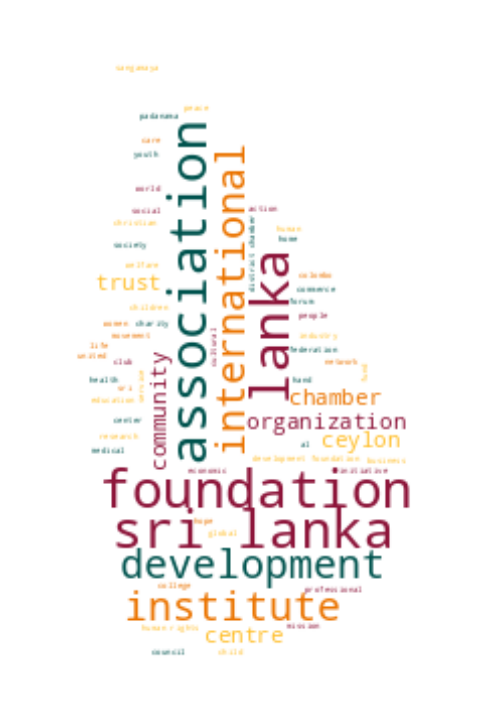 sangamaya
peace
padanama
association
care
international
youth
world
social
action
christian
district chamber
human
home
society
lanka
welfare
trust
colombo
commerce
children
forum
people
women
charity
movement
cultural
industry
life
federation
united
club
community
network
fund
health
hand
sri
service
chamber
education
center
organization
research
al
ceylon
medical
development foundation
business
economic
initiative
foundation
sri lanka
hope
global
development
college
professional
institute
human rights
mission
centre
council
child